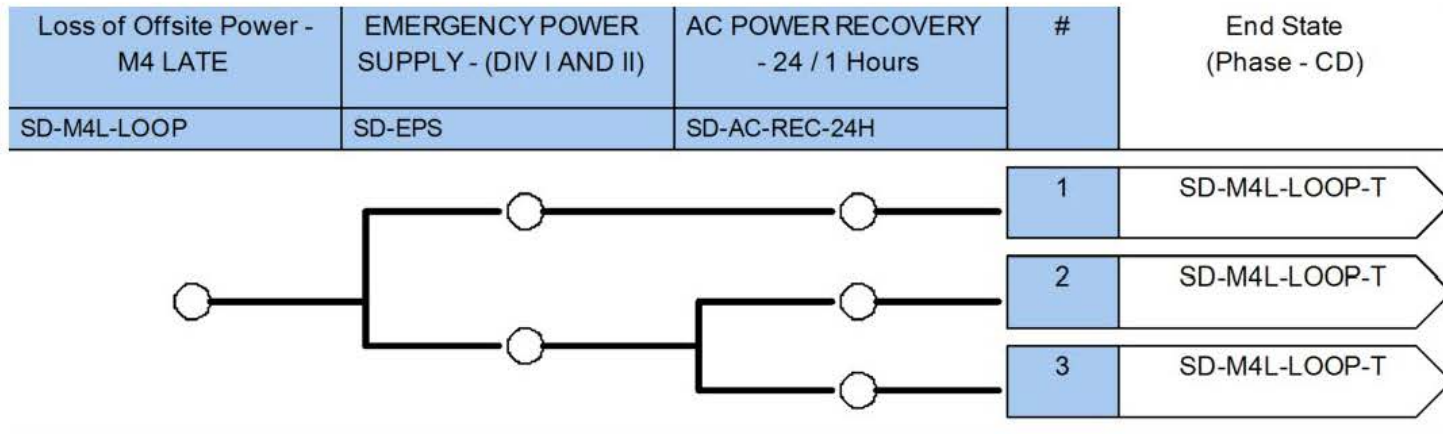 Loss of Offsite Power -
M4 LATE
EMERGENCY POWER
SUPPLY - (DIV I AND II)
AC POWER RECOVERY
- 24 / 1 Hours
#
End State
(Phase - CD)
SD-M4L-LOOP
SD-EPS
SD-AC-REC-24H
1
SD-M4L-LOOP-T
2
SD-M4L-LOOP-T
3
SD-M4L-LOOP-T